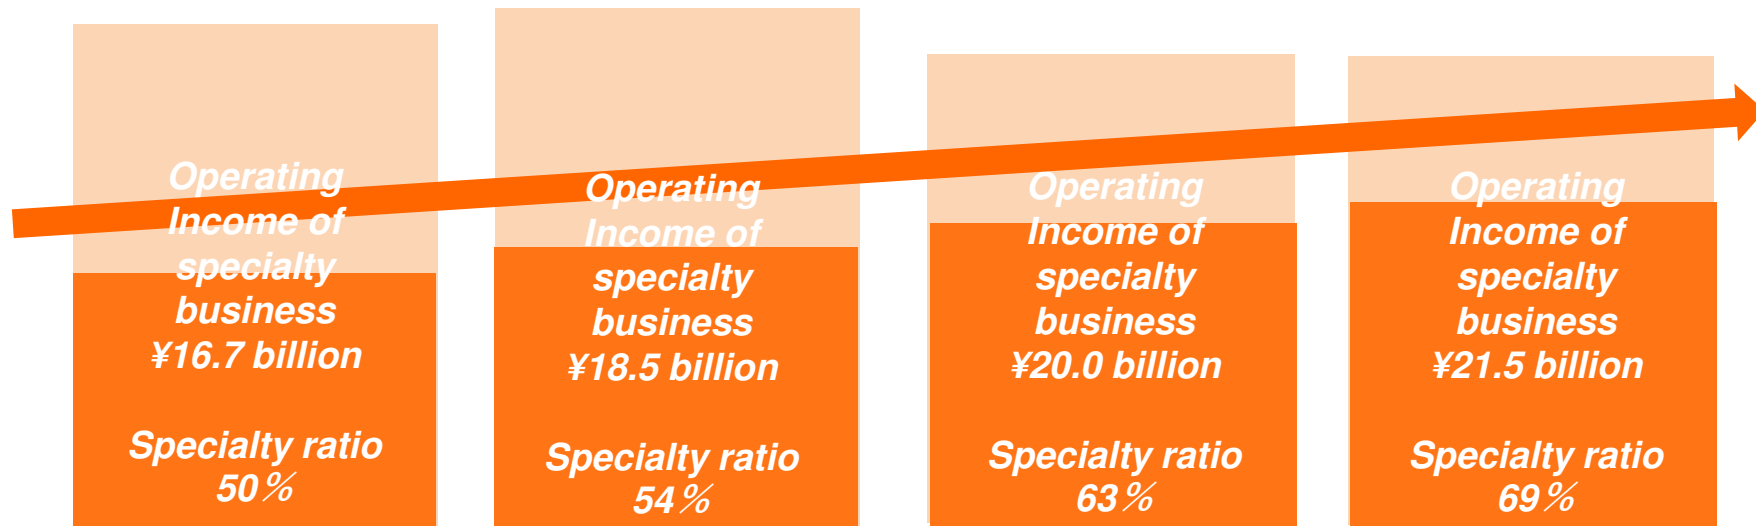 Operating
Income of
specialty
business
¥16.7 billion
Specialty ratio
50％
Operating
Income of
specialty
business
¥18.5 billion
Specialty ratio
54％
Operating
Income of
specialty
business
¥20.0 billion
Specialty ratio
63％
Operating
Income of
specialty
business
¥21.5 billion
Specialty ratio
69％